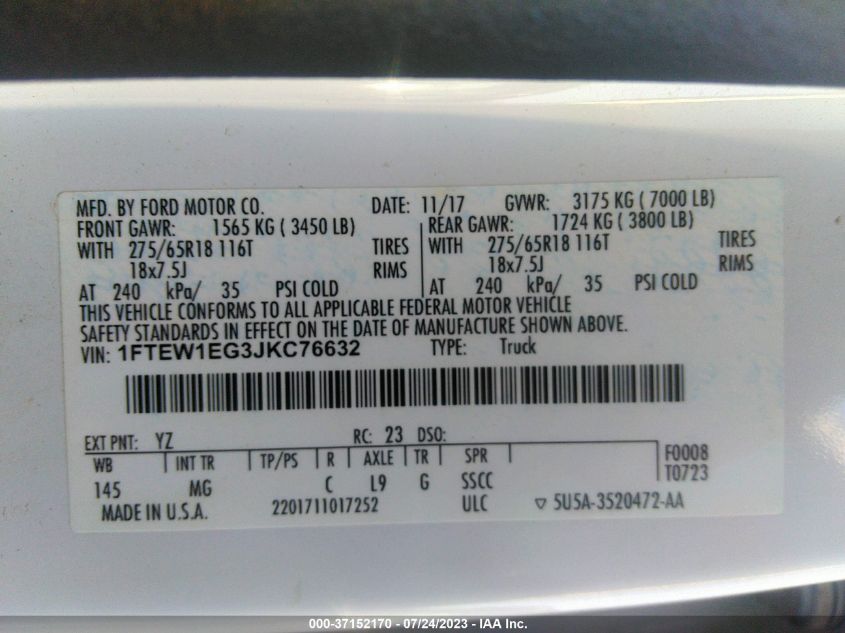 MFD. BY FORD MOTOR CO. DATE: 11/17 GVWR: 3175 KG ( 7000 LB)
FRONT GAWR: 1565 KG ( 3450 LB) REAR GAWR: 1724 KG ( 3800 LB)
WITH 275/65R18 116T TIRES WITH 275/65R18 116T TIRES
18x7.5J RIMS 18x7.5J RIMS
AT 240 kPa/ 35 PSI COLD AT 240 kPa/ 35 PSI COLD
THIS VEHICLE CONFORMS TO ALL APPLICABLE FEDERAL MOTOR VEHICLE
SAFETY STANDARDS IN EFFECT ON THE DATE OF MANUFACTURE SHOWN ABOVE.
VIN: 1FTEW1EG3JKC76632 TYPE: Truck
EXT PNT: YZ RC: 23 DSO:
WB INT TR TP/PS R AXLE TR SPR F0008
145 MG C L9 G SSCC T0723
MADE IN U.S.A. 2201711017252 ULC ▽ 5U5A-3520472-AA
000-37152170 - 07/24/2023 - IAA Inc.